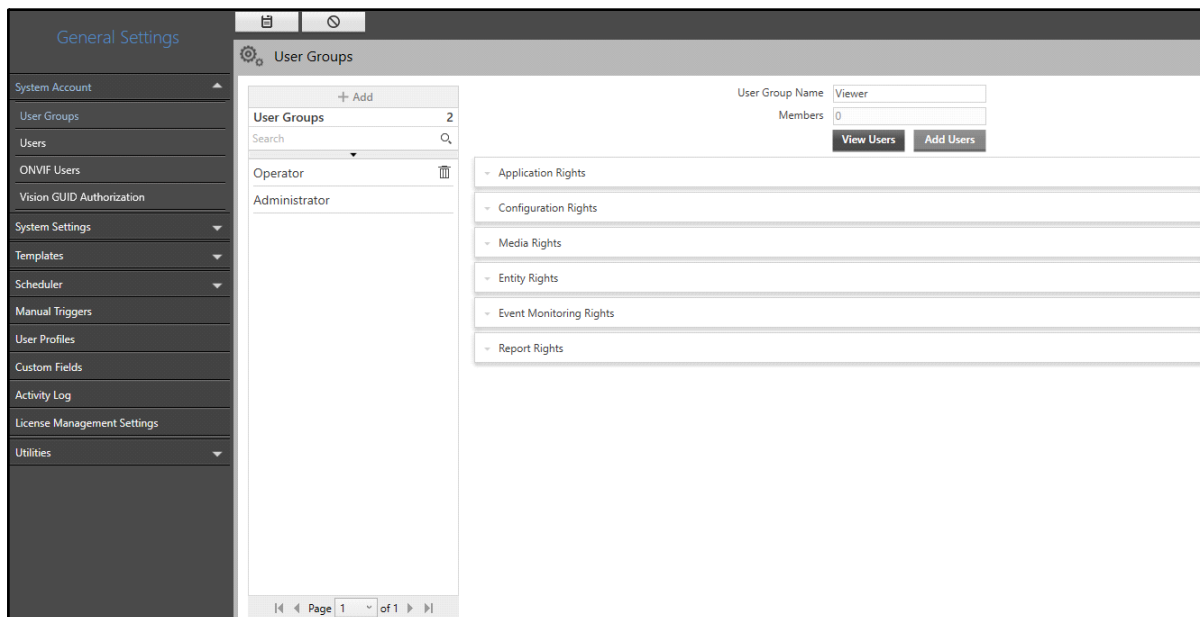 General Settings
System Account
User Groups
Users
ONVIF Users
Vision GUID Authorization
System Settings
Templates
Scheduler
Manual Triggers
User Profiles
Custom Fields
Activity Log
License Management Settings
Utilities
User Groups
+ Add
User Groups 2
Search
Operator
Administrator
Page 1 of 1
User Group Name Viewer
Members 0
View Users Add Users
Application Rights
Configuration Rights
Media Rights
Entity Rights
Event Monitoring Rights
Report Rights